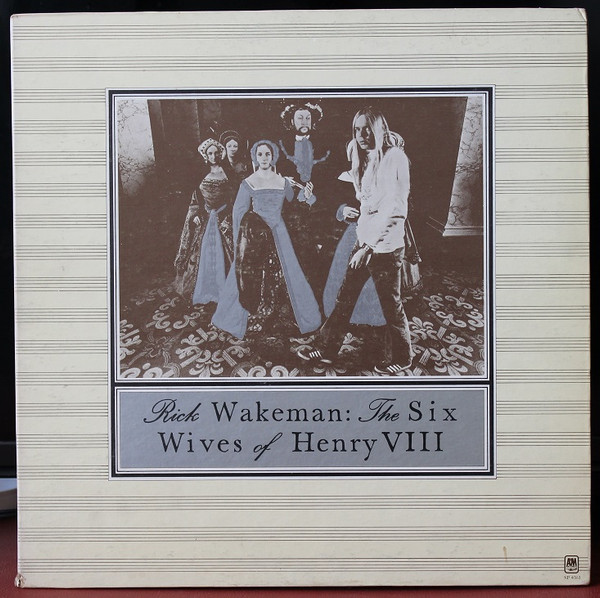 Rick Wakeman: The Six
Wives of Henry VIII
A&M